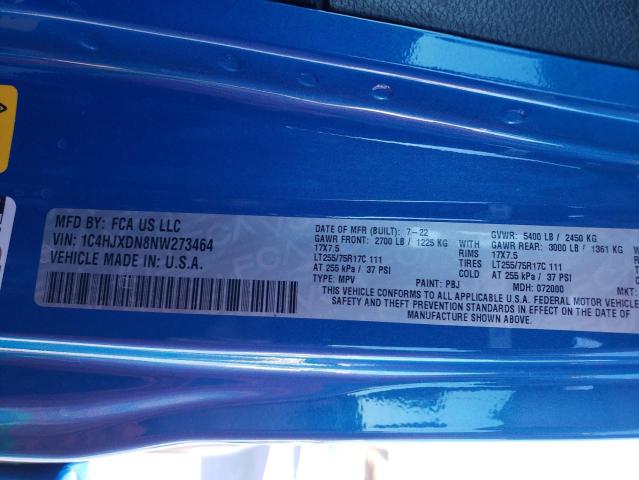 MFD BY: FCA US LLC
VIN: 1C4HJXDN8NW273464
VEHICLE MADE IN: U.S.A.
DATE OF MFR (BUILT): 7-22 GVWR: 5400 LB / 2450 KG
GAWR FRONT: 2700 LB / 1225 KG WITH GAWR REAR: 3000 LB / 1361 KG WITH
17X7.5 RIMS 17X7.5
LT255/75R17C 111 TIRES LT255/75R17C 111
AT 255 kPa / 37 PSI COLD AT 255 kPa / 37 PSI
TYPE: MPV PAINT: PBJ MDH: 072000 MKT:
THIS VEHICLE CONFORMS TO ALL APPLICABLE U.S.A. FEDERAL MOTOR VEHICLE
SAFETY AND THEFT PREVENTION STANDARDS IN EFFECT ON THE DATE OF
MANUFACTURE SHOWN ABOVE.